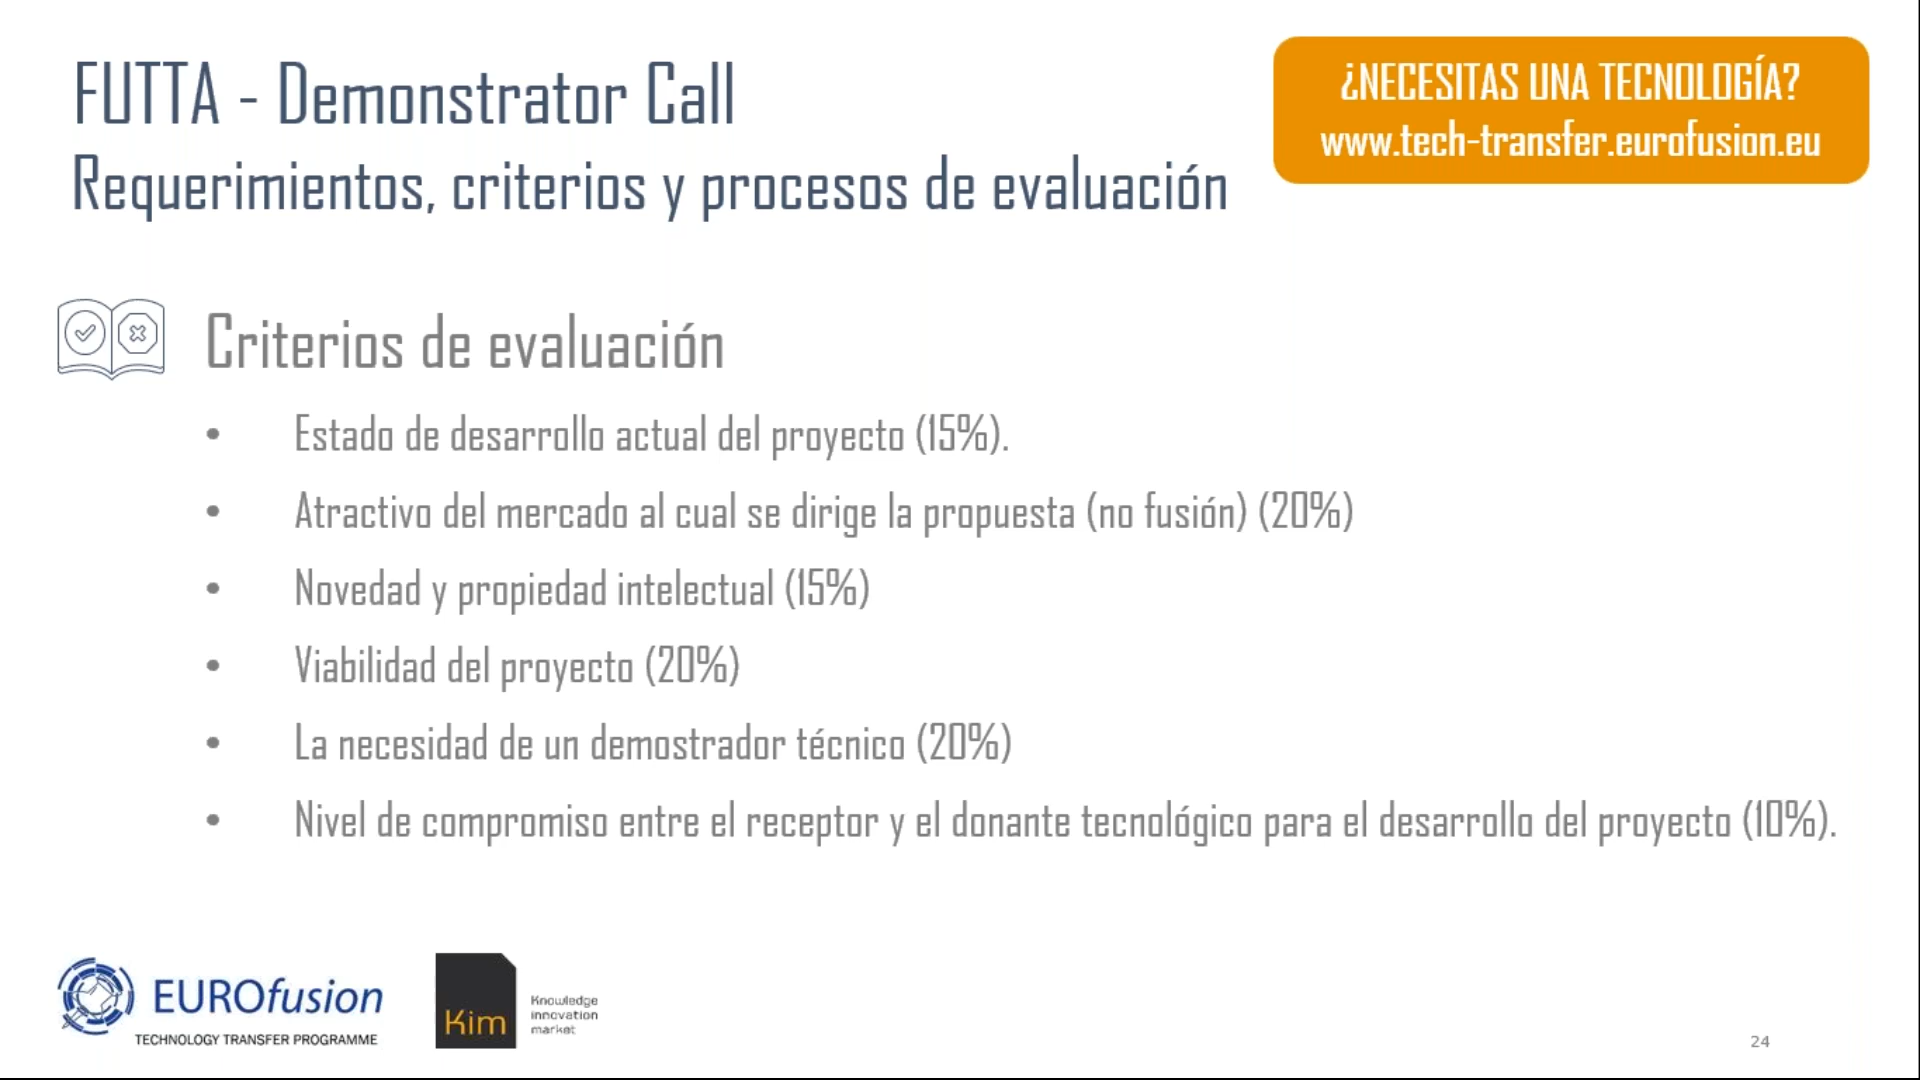 FUTTA - Demonstrator Call
Requerimientos, criterios y procesos de evaluación
¿NECESITAS UNA TECNOLOGÍA?
www.tech-transfer.eurofusion.eu
Criterios de evaluación
• Estado de desarrollo actual del proyecto (15%).
• Atractivo del mercado al cual se dirige la propuesta (no fusión) (20%)
• Novedad y propiedad intelectual (15%)
• Viabilidad del proyecto (20%)
• La necesidad de un demostrador técnico (20%)
• Nivel de compromiso entre el receptor y el donante tecnológico para el desarrollo del proyecto (10%).
EUROfusion
TECHNOLOGY TRANSFER PROGRAMME
Kim
Knowledge
innovation
market
24